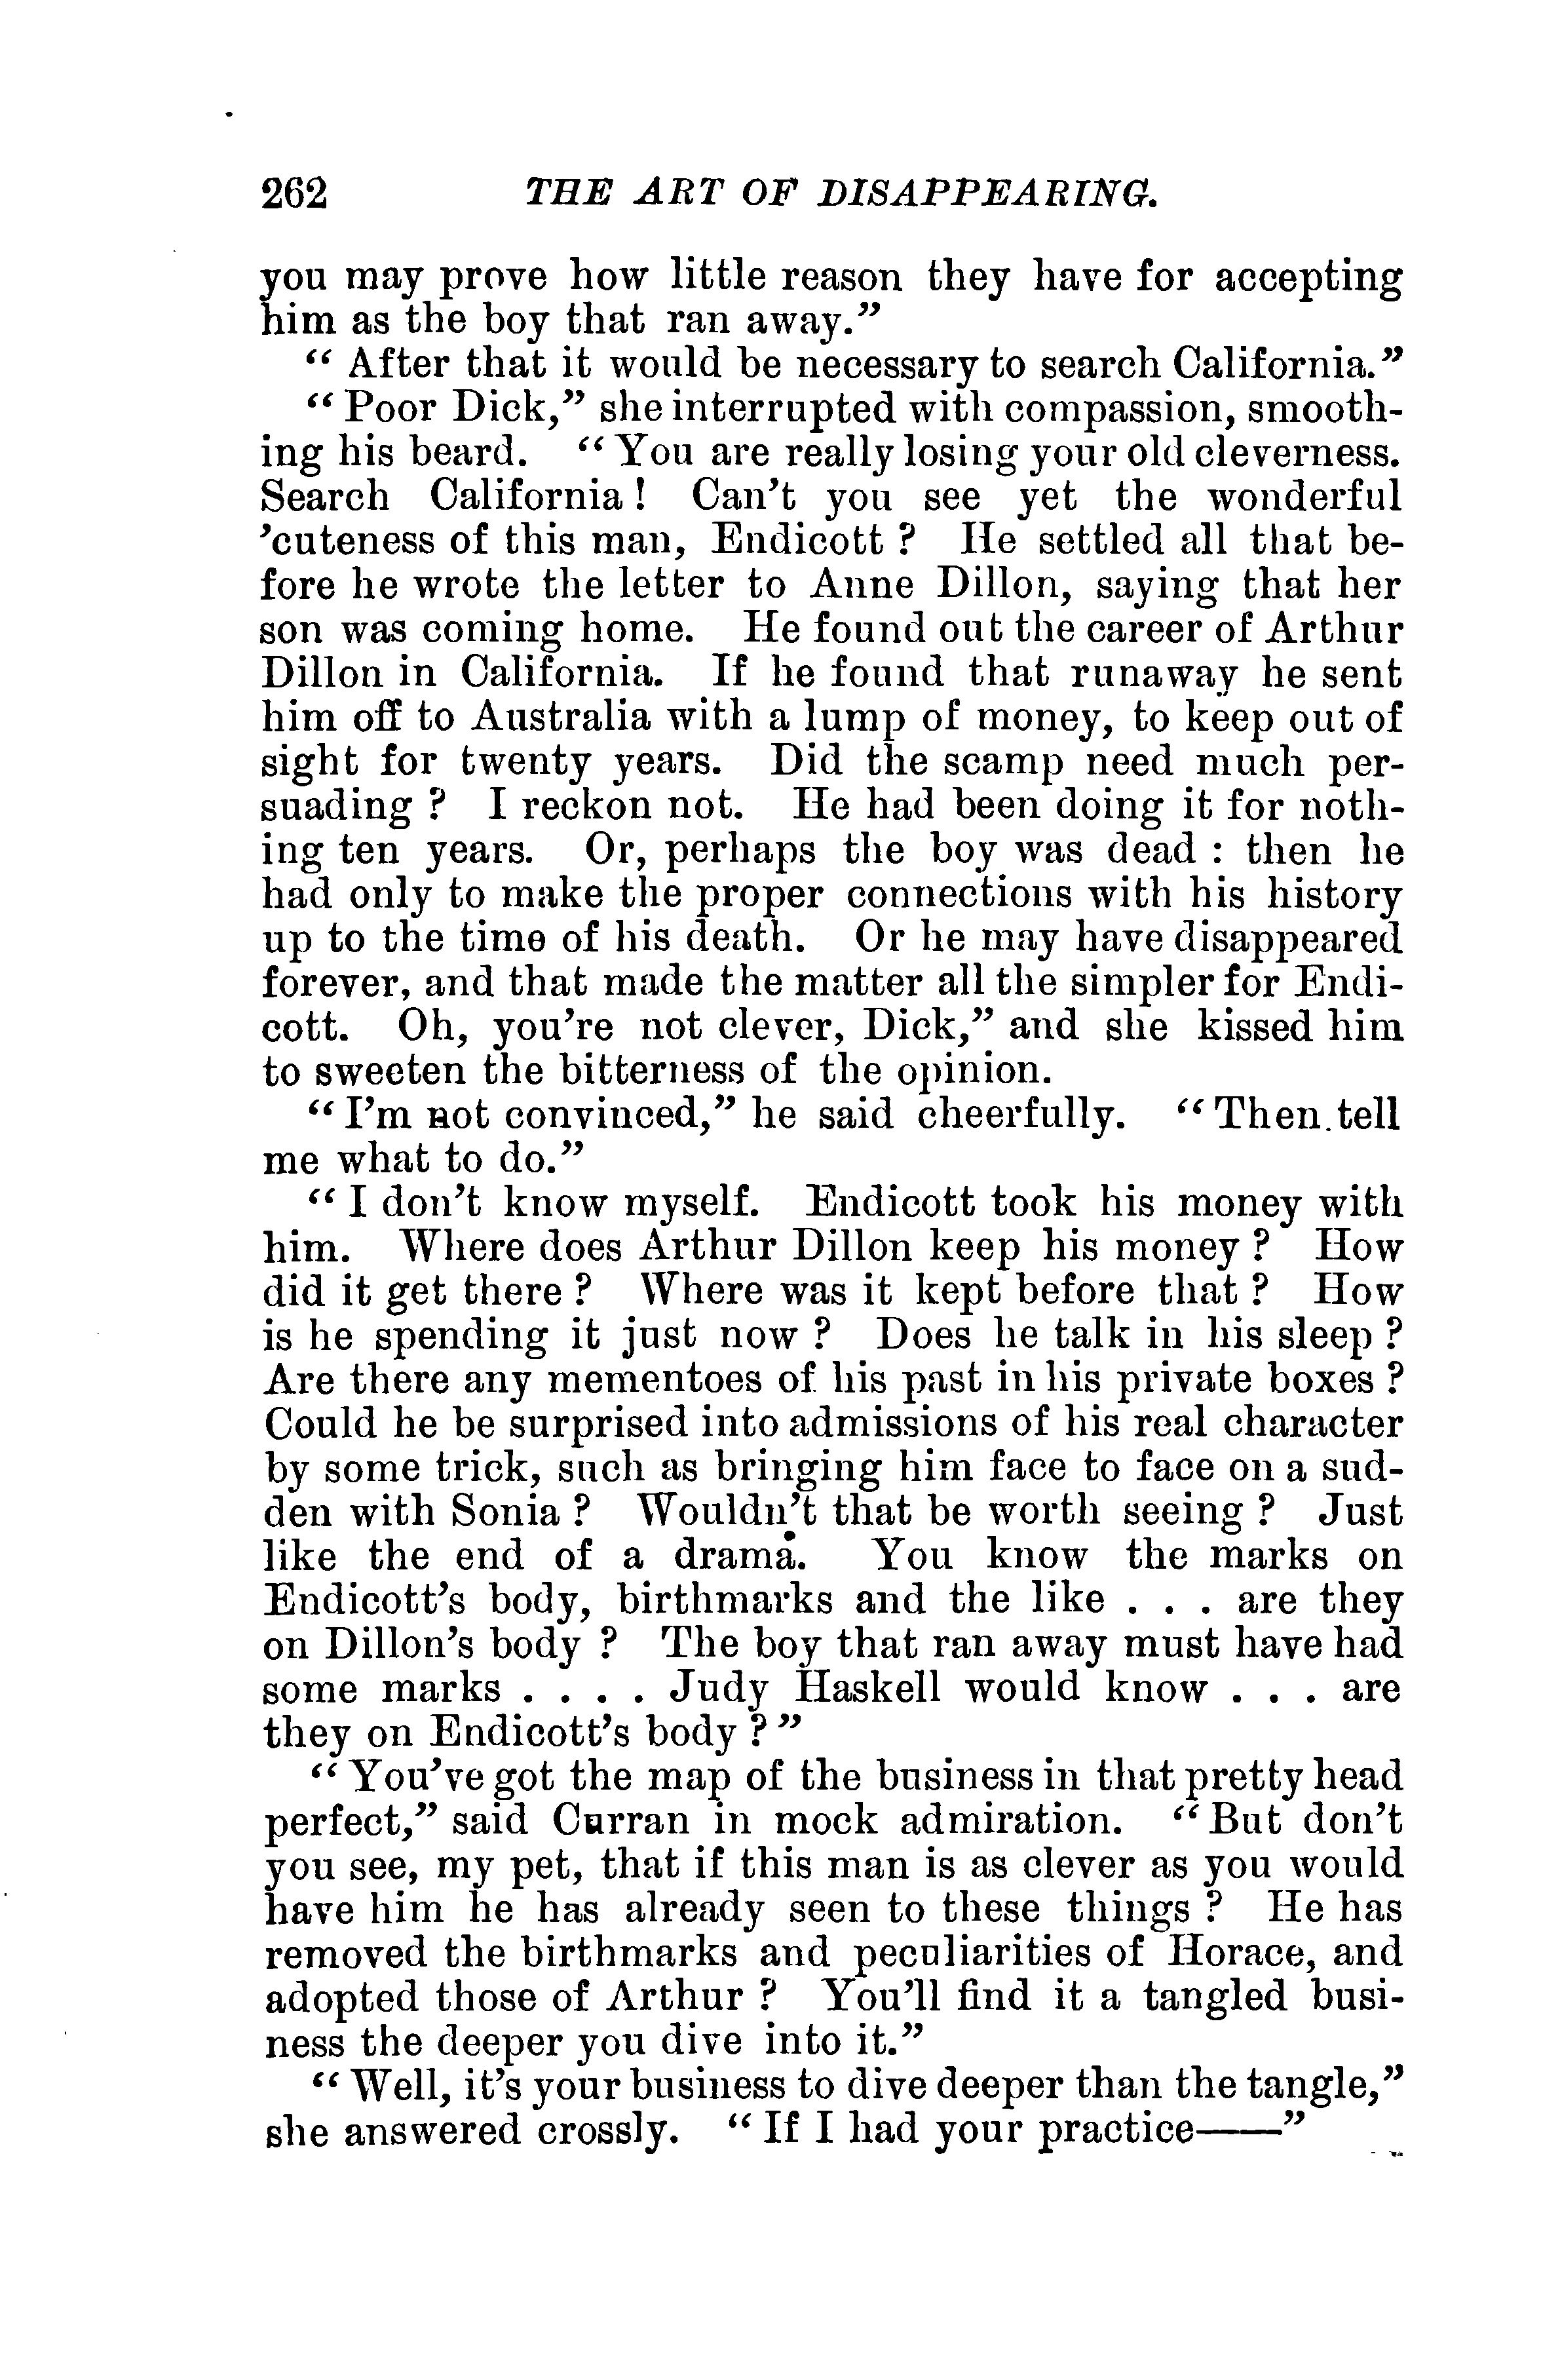 262 THE ART OF DISAPPEARING.
you may prove how little reason they have for accepting
him as the boy that ran away.”
“ After that it would be necessary to search California.”
“ Poor Dick,” she interrupted with compassion, smooth-
ing his beard. “ You are really losing your old cleverness.
Search California ! Can’t you see yet the wonderful
’cuteness of this man, Endicott ? He settled all that be-
fore he wrote the letter to Anne Dillon, saying that her
son was coming home. He found out the career of Arthur
Dillon in California. If he found that runaway he sent
him off to Australia with a lump of money, to keep out of
sight for twenty years. Did the scamp need much per-
suading ? I reckon not. He had been doing it for noth-
ing ten years. Or, perhaps the boy was dead : then he
had only to make the proper connections with his history
up to the time of his death. Or he may have disappeared
forever, and that made the matter all the simpler for Endi-
cott. Oh, you’re not clever, Dick,” and she kissed him
to sweeten the bitterness of the opinion.
“ I’m not convinced,” he said cheerfully. “ Then tell
me what to do.”
“ I don’t know myself. Endicott took his money with
him. Where does Arthur Dillon keep his money ? How
did it get there ? Where was it kept before that ? How
is he spending it just now ? Does he talk in his sleep ?
Are there any mementoes of his past in his private boxes ?
Could he be surprised into admissions of his real character
by some trick, such as bringing him face to face on a sud-
den with Sonia ? Wouldn’t that be worth seeing ? Just
like the end of a drama. You know the marks on
Endicott’s body, birthmarks and the like . . . are they
on Dillon’s body ? The boy that ran away must have had
some marks . . . . Judy Haskell would know . . . are
they on Endicott’s body ? ”
“ You’ve got the map of the business in that pretty head
perfect,” said Curran in mock admiration. “ But don’t
you see, my pet, that if this man is as clever as you would
have him he has already seen to these things ? He has
removed the birthmarks and peculiarities of Horace, and
adopted those of Arthur ? You’ll find it a tangled busi-
ness the deeper you dive into it.”
“ Well, it’s your business to dive deeper than the tangle,”
she answered crossly. “ If I had your practice——”